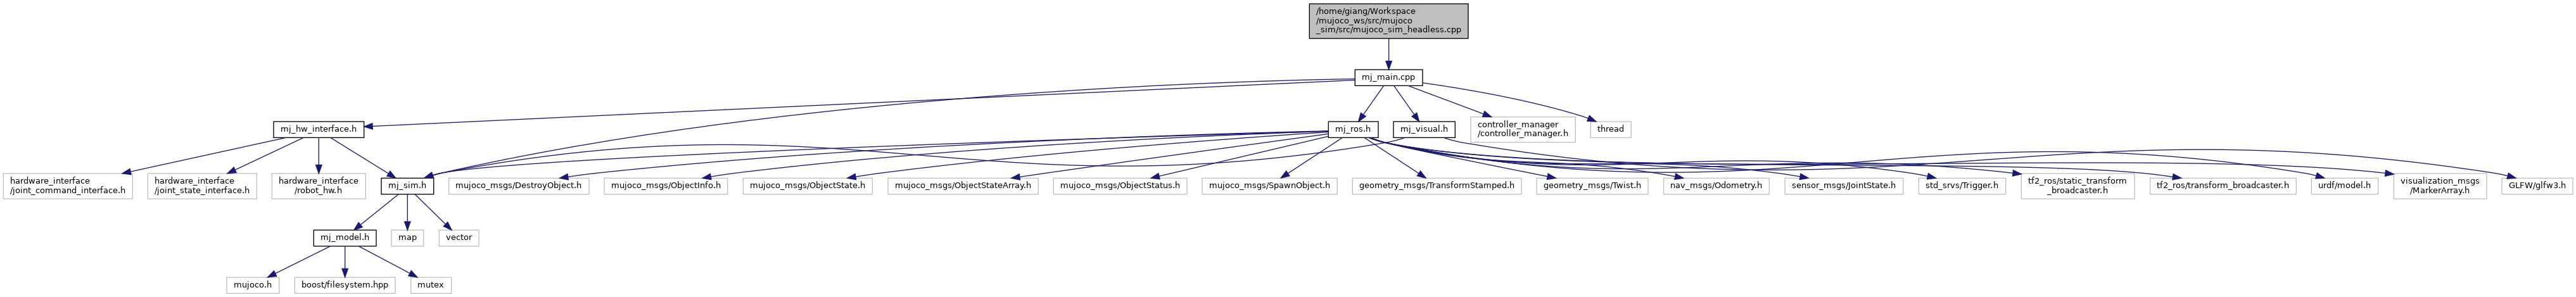 /home/giang/Workspace
/mujoco_ws/src/mujoco
_sim/src/mujoco_sim_headless.cpp
mj_main.cpp
mj_hw_interface.h
mj_ros.h
mj_visual.h
controller_manager
/controller_manager.h
thread
hardware_interface
/joint_command_interface.h
hardware_interface
/joint_state_interface.h
hardware_interface
/robot_hw.h
mj_sim.h
mujoco_msgs/DestroyObject.h
mujoco_msgs/ObjectInfo.h
mujoco_msgs/ObjectState.h
mujoco_msgs/ObjectStateArray.h
mujoco_msgs/ObjectStatus.h
mujoco_msgs/SpawnObject.h
geometry_msgs/TransformStamped.h
geometry_msgs/Twist.h
nav_msgs/Odometry.h
sensor_msgs/JointState.h
std_srvs/Trigger.h
tf2_ros/static_transform
_broadcaster.h
tf2_ros/transform_broadcaster.h
urdf/model.h
visualization_msgs
/MarkerArray.h
GLFW/glfw3.h
mj_model.h
map
vector
mujoco.h
boost/filesystem.hpp
mutex